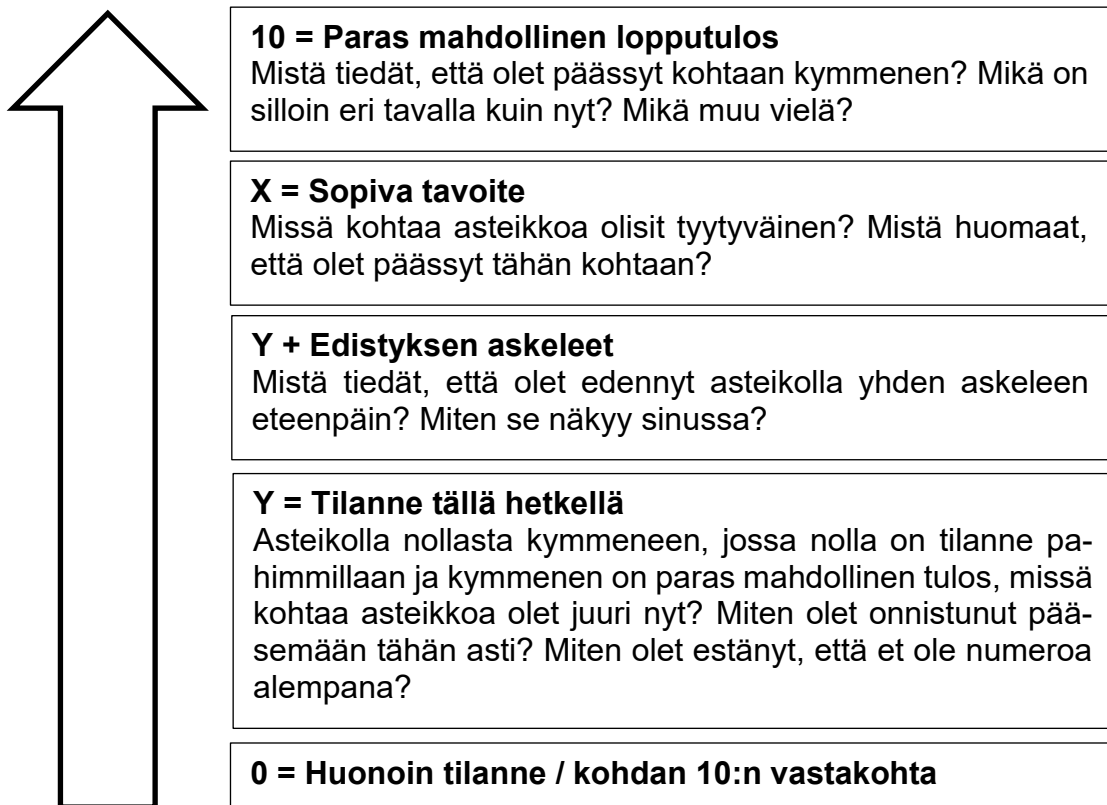 10 = Paras mahdollinen lopputulos
Mistä tiedät, että olet päässyt kohtaan kymmenen? Mikä on
silloin eri tavalla kuin nyt? Mikä muu vielä?
X = Sopiva tavoite
Missä kohtaa asteikkoa olisit tyytyväinen? Mistä huomaat,
että olet päässyt tähän kohtaan?
Y + Edistyksen askeleet
Mistä tiedät, että olet edennyt asteikolla yhden askeleen
eteenpäin? Miten se näkyy sinussa?
Y = Tilanne tällä hetkellä
Asteikolla nollasta kymmeneen, jossa nolla on tilanne pa-
himmillaan ja kymmenen on paras mahdollinen tulos, missä
kohtaa asteikkoa olet juuri nyt? Miten olet onnistunut pää-
semään tähän asti? Miten olet estänyt, että et ole numeroa
alempana?
0 = Huonoin tilanne / kohdan 10:n vastakohta